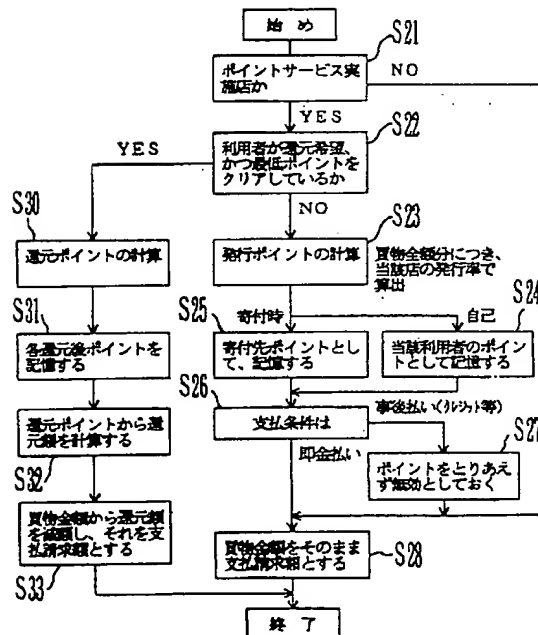 始め
S21
ポイントサービス実
施店か
NO
YES
S22
利用者が還元希望、
かつ最低ポイントを
クリアしているか
YES
NO
S30
還元ポイントの計算
S23
発行ポイントの計算
買物金額分につき、
当該店の発行率で
算出
S31
各還元後ポイントを
記憶する
寄付時
自己
S25
寄付先ポイントとし
て、記憶する
S24
当該利用者のポイン
トとして記憶する
S26
支払条件は
事後払い(クレジット等)
即金払い
S27
ポイントをとりあえ
ず無効としておく
還元ポイントから還
元額を計算する
S32
買物金額から還元額
を減額し、それを支
払請求額とする
S33
買物金額をそのまま
支払請求額とする
S28
終了